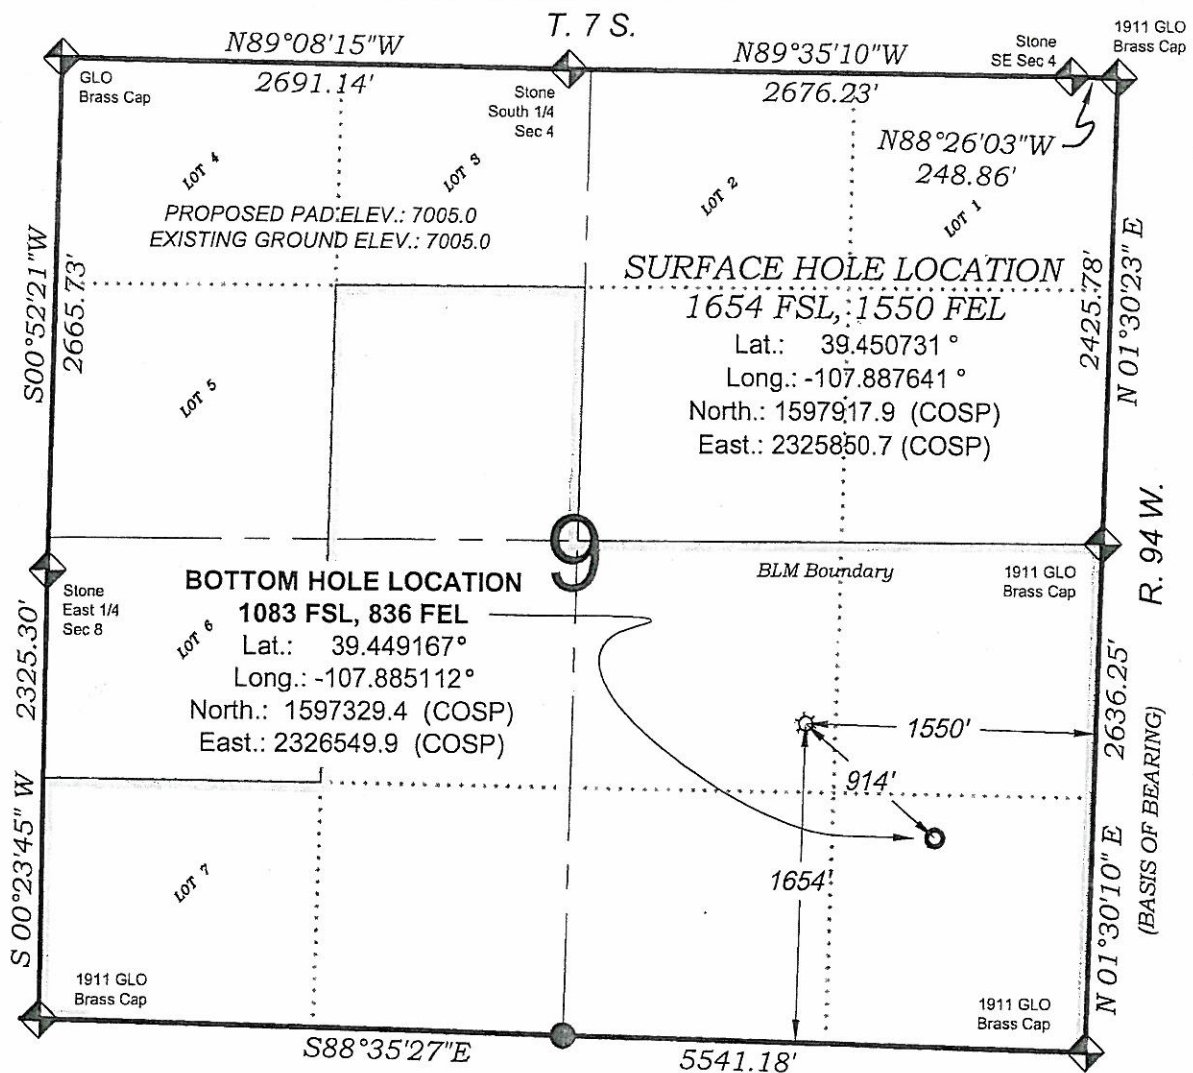 T. 7 S.
N89°08'15"W
2691.14'
N89°35'10"W
2676.23'
Stone
SE Sec 4
1911 GLO
Brass Cap
GLO
Brass Cap
Stone
South 1/4
Sec 4
N88°26'03"W
248.86'
LOT 4
LOT 3
LOT 2
LOT 1
PROPOSED PAD ELEV.: 7005.0
EXISTING GROUND ELEV.: 7005.0
S00°52'21"W
2665.73'
SURFACE HOLE LOCATION
1654 FSL, 1550 FEL
Lat.: 39.450731 °
Long.: -107.887641 °
North.: 1597917.9 (COSP)
East.: 2325850.7 (COSP)
2425.78'
N 01°30'23" E
LOT 5
R. 94 W.
9
BLM Boundary
1911 GLO
Brass Cap
Stone
East 1/4
Sec 8
LOT 6
BOTTOM HOLE LOCATION
1083 FSL, 836 FEL
Lat.: 39.449167°
Long.: -107.885112°
North.: 1597329.4 (COSP)
East.: 2326549.9 (COSP)
2325.30'
S 00°23'45" W
1550'
914'
1654'
2636.25'
N 01°30'10" E
(BASIS OF BEARING)
LOT 7
1911 GLO
Brass Cap
1911 GLO
Brass Cap
S88°35'27"E
5541.18'